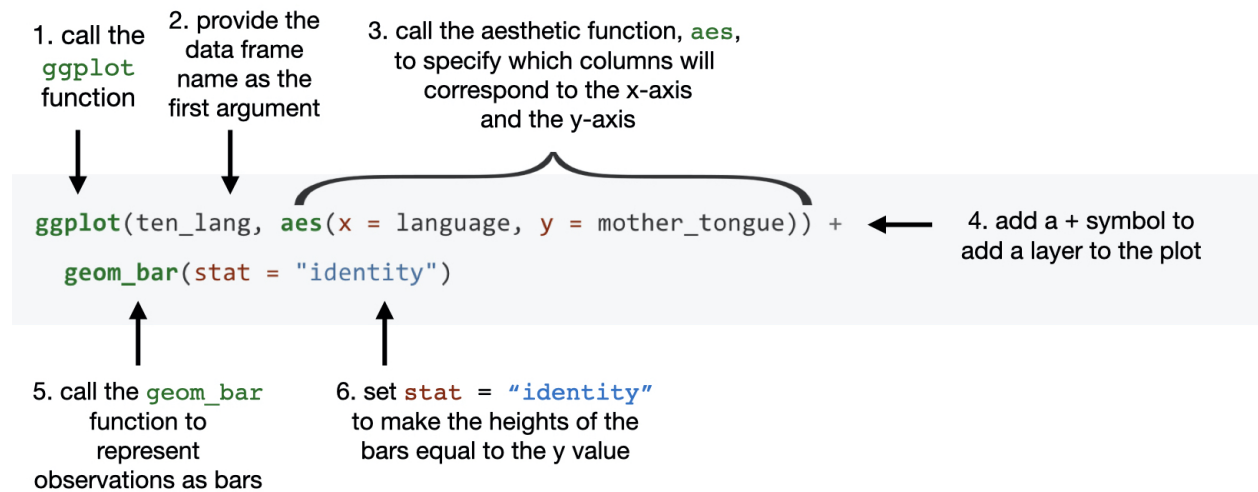 1. call the
ggplot
function
2. provide the
data frame
name as the
first argument
3. call the aesthetic function, aes,
to specify which columns will
correspond to the x-axis
and the y-axis
ggplot(ten_lang, aes(x = language, y = mother_tongue)) +
geom_bar(stat = "identity")
4. add a + symbol to
add a layer to the plot
5. call the geom_bar
function to
represent
observations as bars
6. set stat = “identity”
to make the heights of the
bars equal to the y value